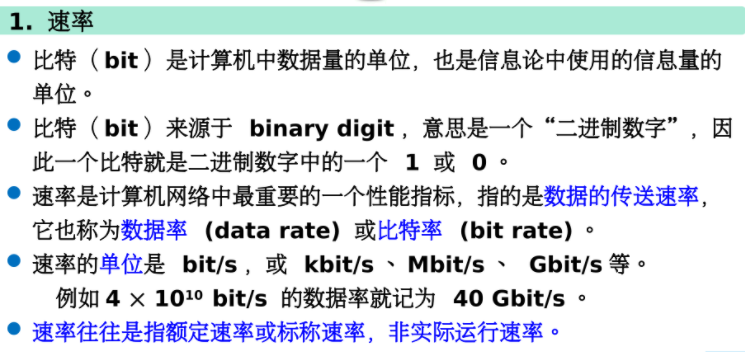 1. 速率
比特（bit）是计算机中数据量的单位，也是信息论中使用的信息量的
单位。
比特（bit）来源于 binary digit，意思是一个“二进制数字”，因
此一个比特就是二进制数字中的一个 1 或 0。
速率是计算机网络中最重要的一个性能指标，指的是数据的传送速率，
它也称为数据率 (data rate) 或比特率 (bit rate)。
速率的单位是 bit/s，或 kbit/s、Mbit/s、 Gbit/s 等。
例如 4 × 10¹⁰ bit/s 的数据率就记为 40 Gbit/s。
速率往往是指额定速率或标称速率，非实际运行速率。